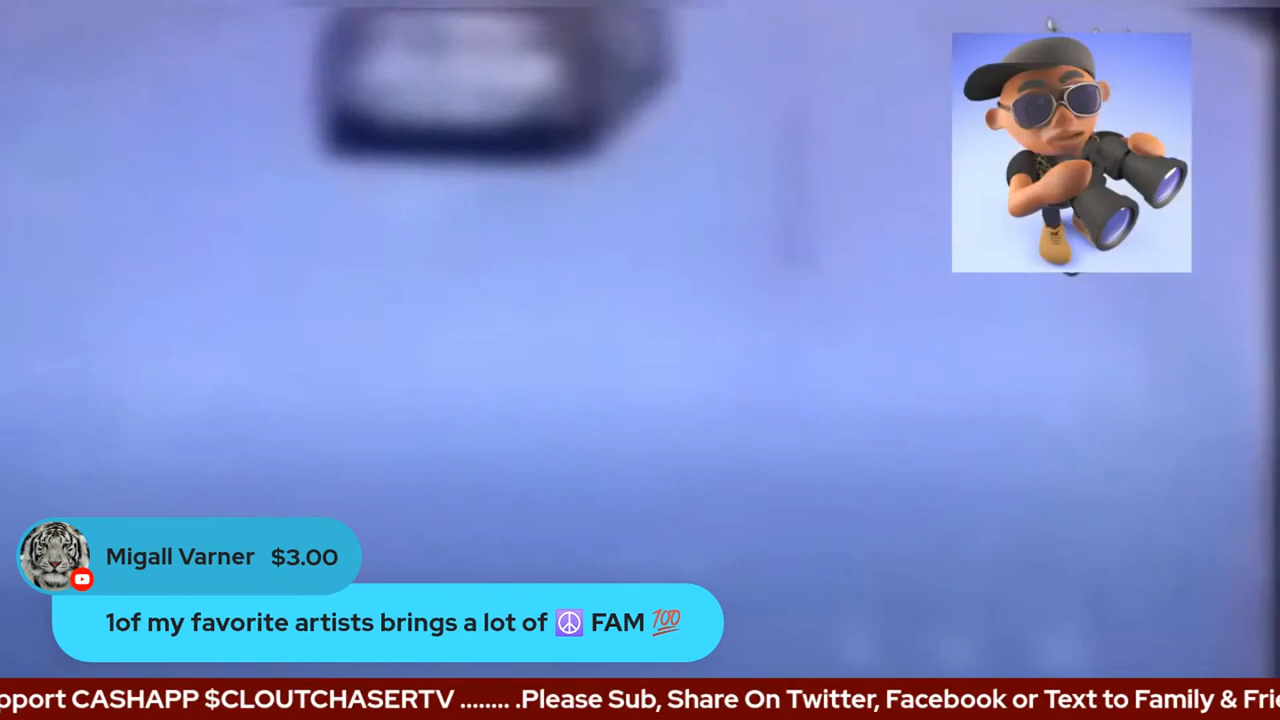 Migall Varner $3.00
1of my favorite artists brings a lot of ☮️ FAM 💯
pport CASHAPP $CLOUTCHASERTV ........ .Please Sub, Share On Twitter, Facebook or Text to Family & Frie